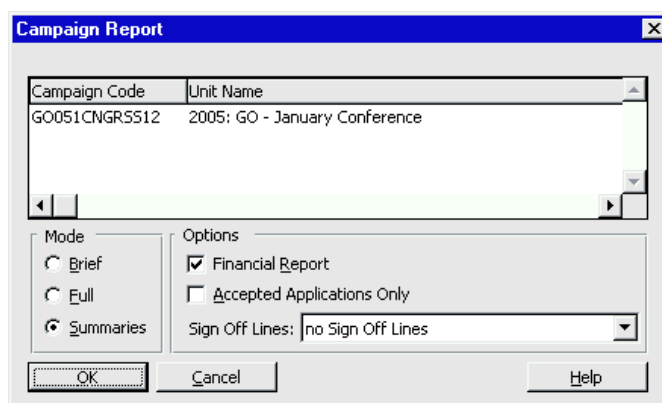 Campaign Report
Campaign Code Unit Name
GO051CNGRSS12 2005: GO - January Conference
Mode Options
Brief Financial Report
Full Accepted Applications Only
Summaries Sign Off Lines: no Sign Off Lines
OK Cancel Help